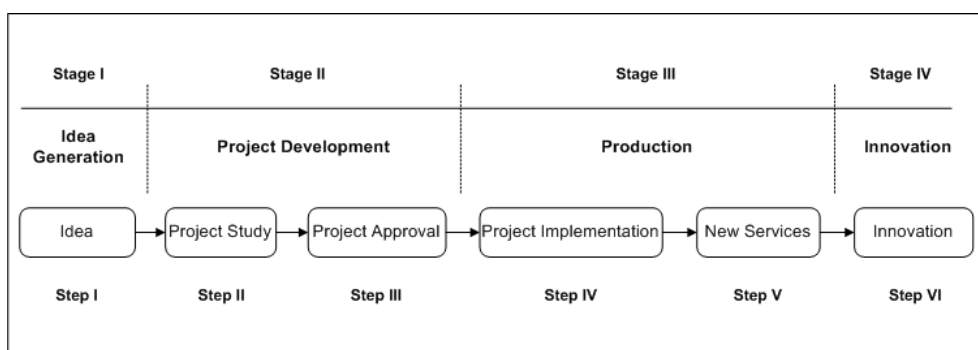 Stage I
Stage II
Stage III
Stage IV
Idea
Generation
Project Development
Production
Innovation
Idea
Project Study
Project Approval
Project Implementation
New Services
Innovation
Step I
Step II
Step III
Step IV
Step V
Step VI